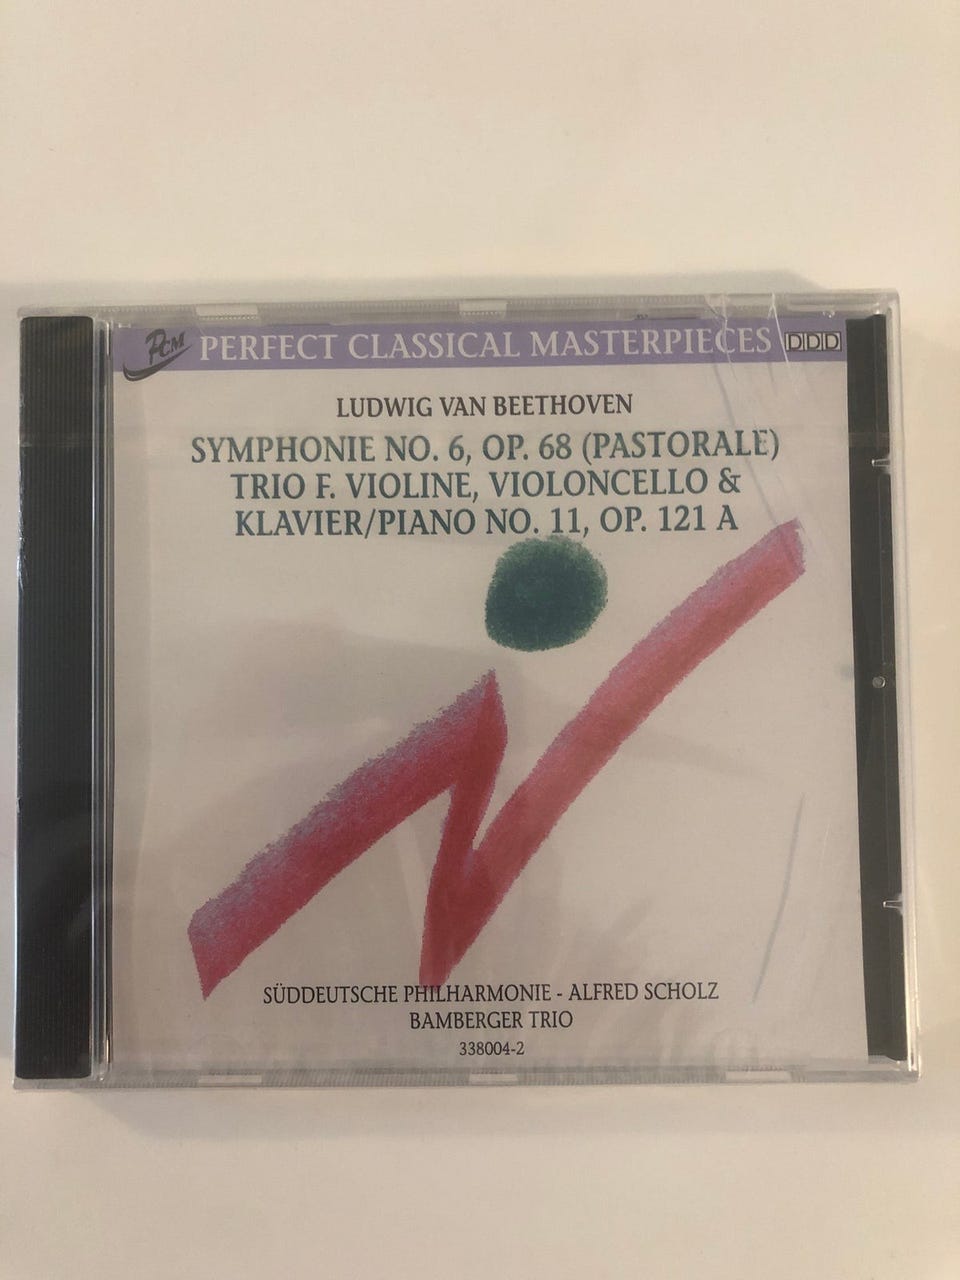 PCM PERFECT CLASSICAL MASTERPIECES DDD
LUDWIG VAN BEETHOVEN
SYMPHONIE NO. 6, OP. 68 (PASTORALE)
TRIO F. VIOLINE, VIOLONCELLO &
KLAVIER/PIANO NO. 11, OP. 121 A
SÜDDEUTSCHE PHILHARMONIE - ALFRED SCHOLZ
BAMBERGER TRIO
338004-2